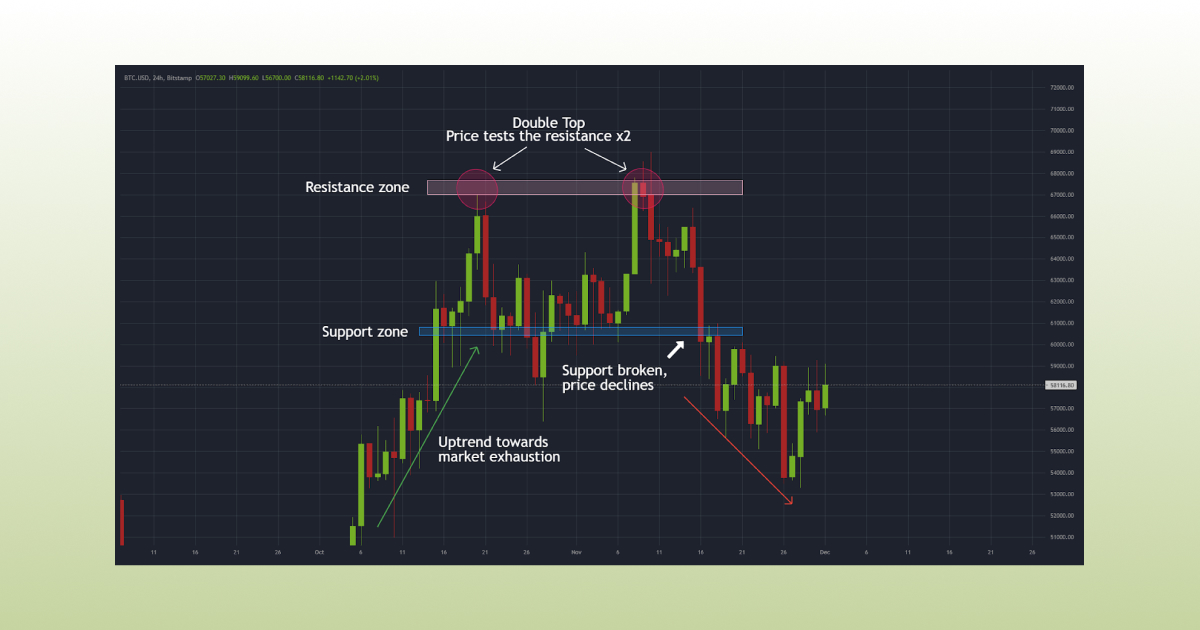 BTC.USD, 24h, Bitstamp O57027.30 H59099.60 L56700.00 C58116.80 +1142.70 (+2.01%)
72000.00
71000.00
Double Top
Price tests the resistance x2
70000.00
69000.00
68000.00
Resistance zone
67000.00
66000.00
65000.00
64000.00
63000.00
62000.00
61000.00
Support zone
60000.00
59000.00
Support broken,
price declines
58116.80
57000.00
56000.00
Uptrend towards
market exhaustion
55000.00
54000.00
53000.00
52000.00
51000.00
11 16 21 26 Oct 6 11 16 21 26 Nov 6 11 16 21 26 Dec 6 11 16 21 26